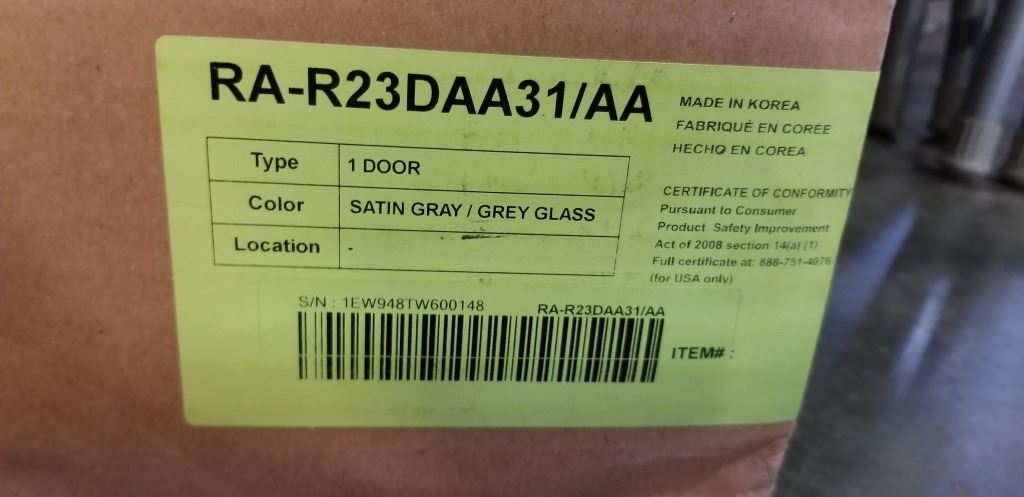 RA-R23DAA31/AA
MADE IN KOREA
FABRIQUÉ EN CORÉE
HECHO EN COREA
Type 1 DOOR
Color SATIN GRAY / GREY GLASS
Location -
CERTIFICATE OF CONFORMITY
Pursuant to Consumer
Product Safety Improvement
Act of 2008 section 14(a) (1)
Full certificate at: 888-751-4076
(for USA only)
S/N : 1EW948TW600148 RA-R23DAA31/AA
ITEM# :